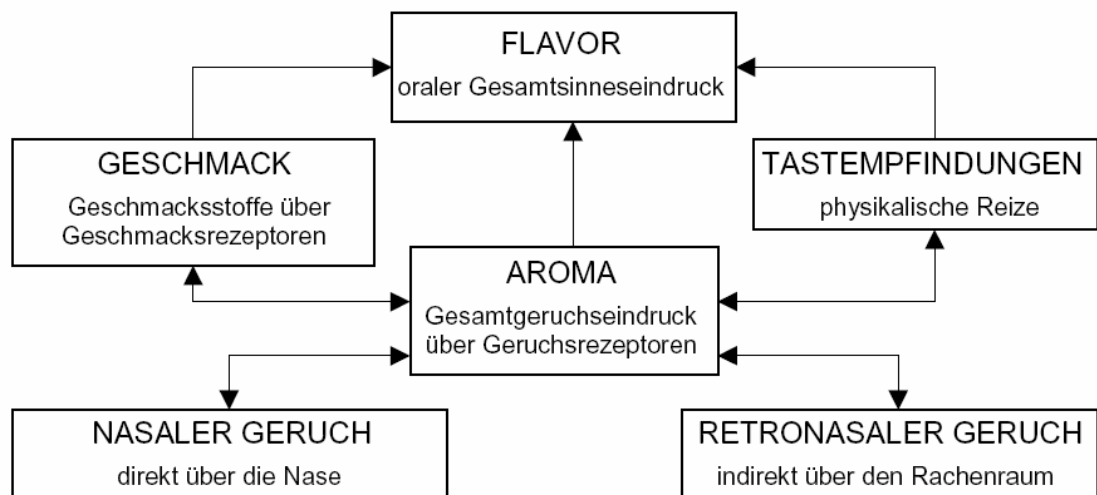 FLAVOR
oraler Gesamtsinneseindruck
GESCHMACK
Geschmacksstoffe über
Geschmacksrezeptoren
TASTEMPFINDUNGEN
physikalische Reize
AROMA
Gesamtgeruchseindruck
über Geruchsrezeptoren
NASALER GERUCH
direkt über die Nase
RETRONASALER GERUCH
indirekt über den Rachenraum